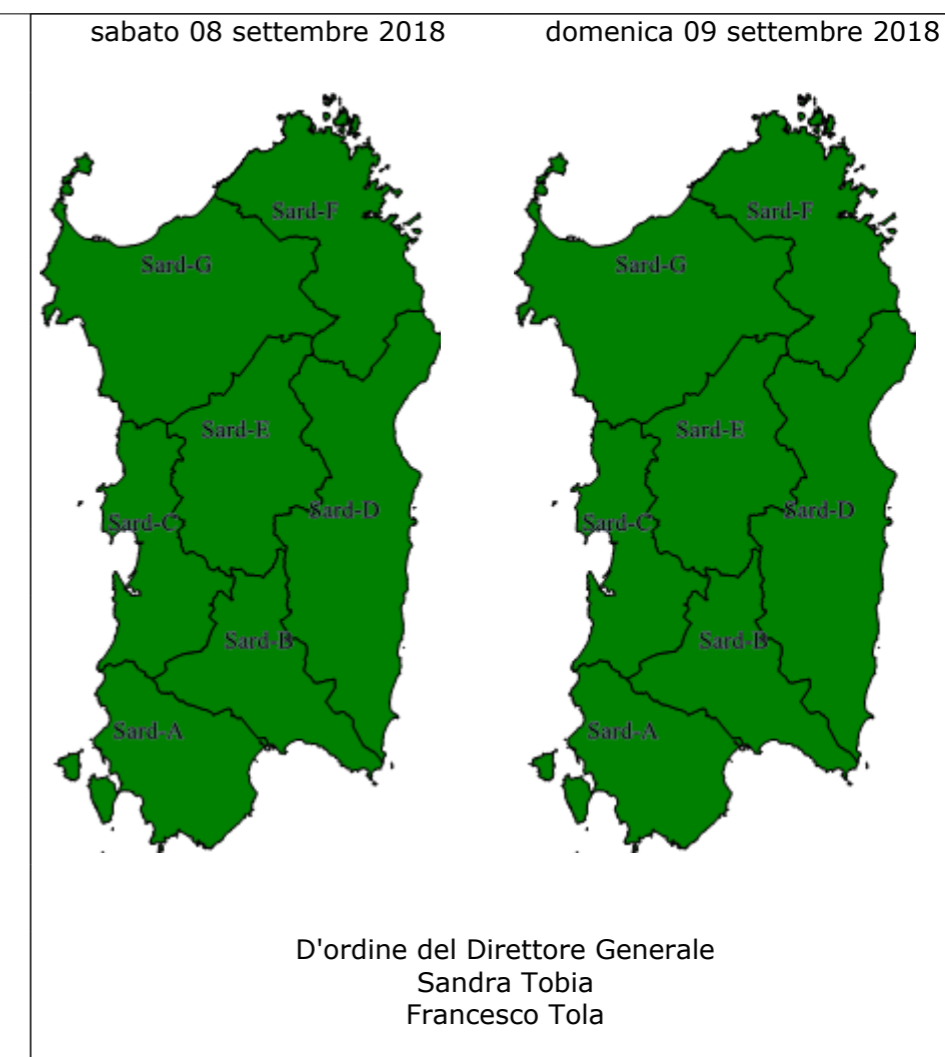 sabato 08 settembre 2018
domenica 09 settembre 2018
Sard-F
Sard-G
Sard-E
Sard-D
Sard-C
Sard-B
Sard-A
Sard-F
Sard-G
Sard-E
Sard-D
Sard-C
Sard-B
Sard-A
D'ordine del Direttore Generale
Sandra Tobia
Francesco Tola